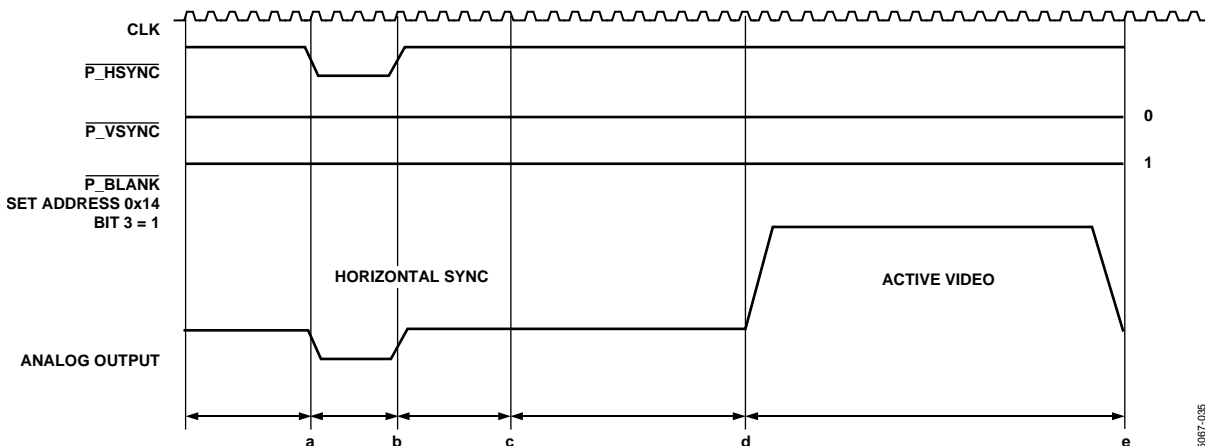 CLK
P_HSYNC
P_VSYNC
0
P_BLANK
1
SET ADDRESS 0x14
BIT 3 = 1
HORIZONTAL SYNC
ACTIVE VIDEO
ANALOG OUTPUT
a b c d e